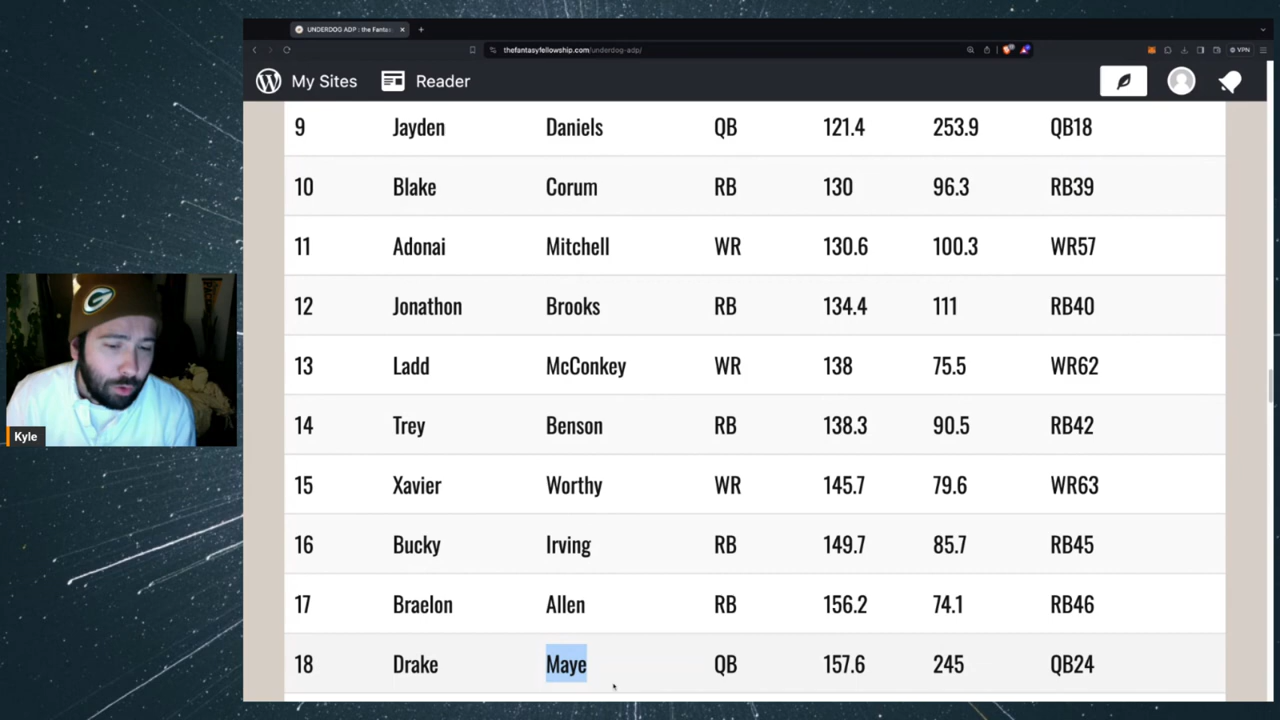 UNDERDOG ADP : the Fantas
thefantasyfellowship.com/underdog-adp/
VPN
My Sites
Reader
9 Jayden Daniels QB 121.4 253.9 QB18
10 Blake Corum RB 130 96.3 RB39
11 Adonai Mitchell WR 130.6 100.3 WR57
12 Jonathon Brooks RB 134.4 111 RB40
13 Ladd McConkey WR 138 75.5 WR62
14 Trey Benson RB 138.3 90.5 RB42
15 Xavier Worthy WR 145.7 79.6 WR63
16 Bucky Irving RB 149.7 85.7 RB45
17 Braelon Allen RB 156.2 74.1 RB46
18 Drake Maye QB 157.6 245 QB24
G
Kyle